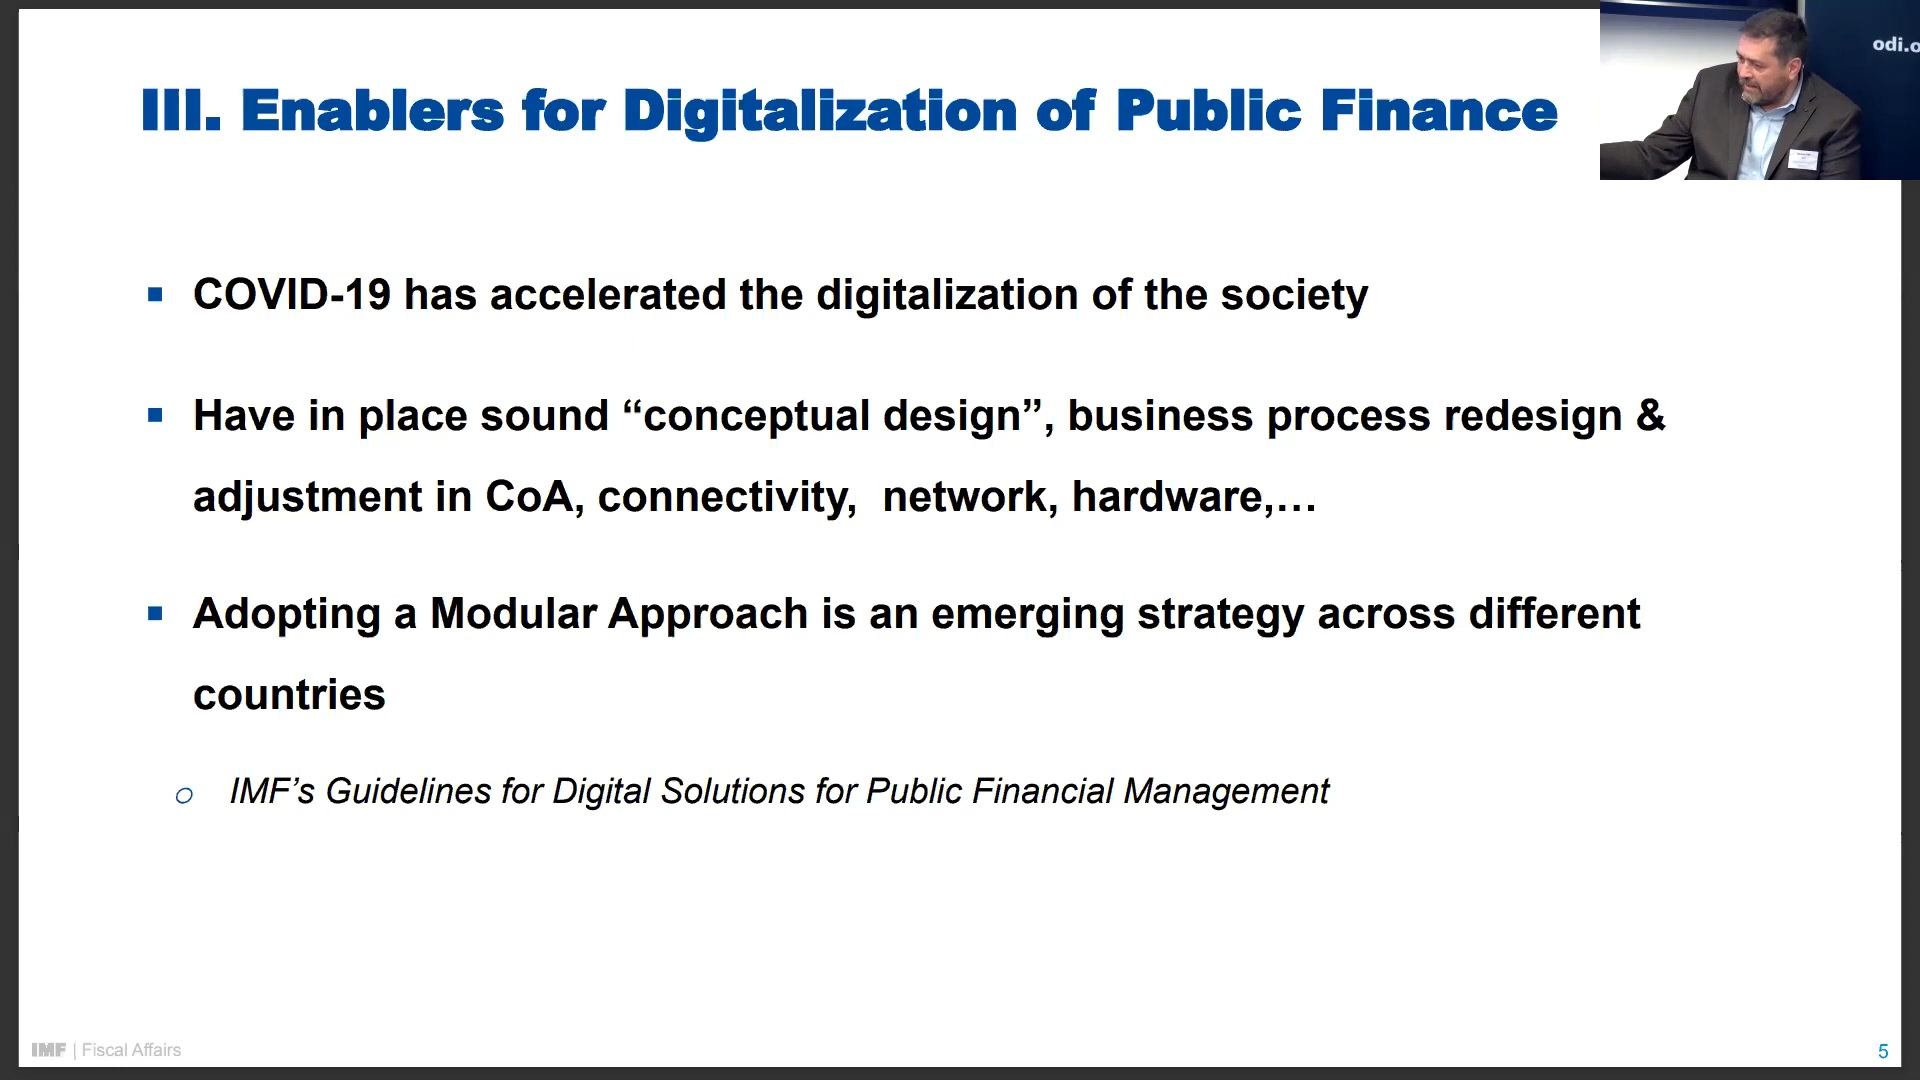 III. Enablers for Digitalization of Public Finance
odi.o
▪ COVID-19 has accelerated the digitalization of the society
▪ Have in place sound “conceptual design”, business process redesign &
adjustment in CoA, connectivity,  network, hardware,…
▪ Adopting a Modular Approach is an emerging strategy across different
countries
o IMF’s Guidelines for Digital Solutions for Public Financial Management
IMF | Fiscal Affairs
5